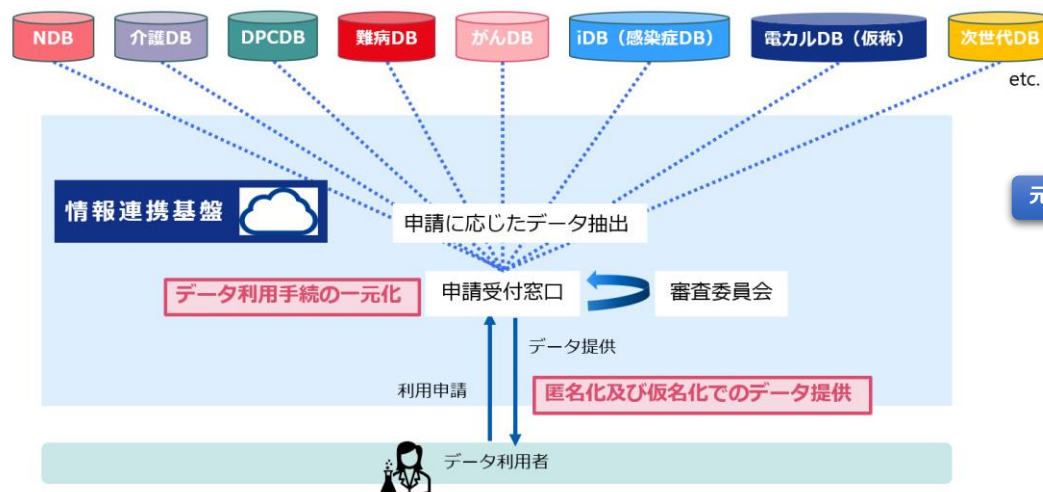 NDB
介護DB
DPCDB
難病DB
がんDB
iDB（感染症DB）
電カルDB（仮称）
次世代DB
etc.
情報連携基盤
申請に応じたデータ抽出
元
データ利用手続の一元化
申請受付窓口
審査委員会
データ提供
利用申請
匿名化及び仮名化でのデータ提供
データ利用者